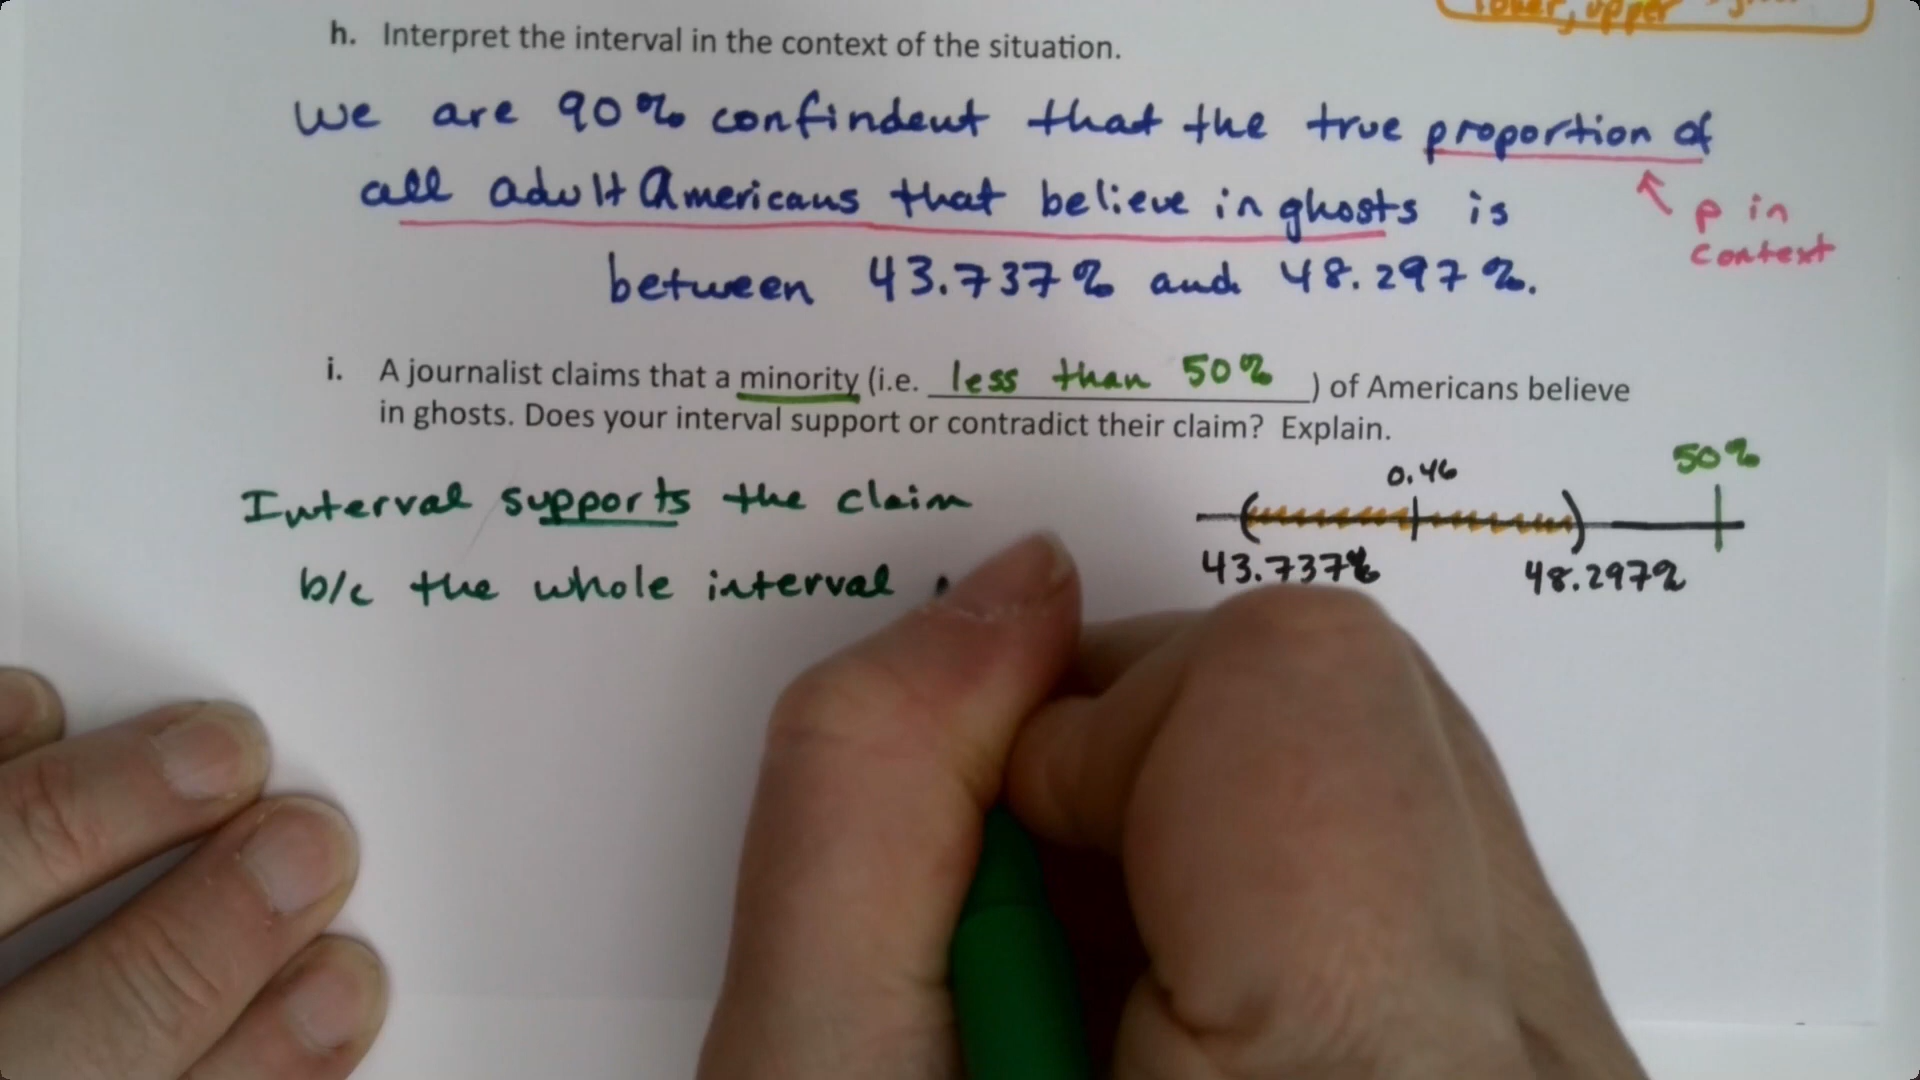 lower, upper
h. Interpret the interval in the context of the situation.
We are 90% confindent that the true proportion of
all adult Americans that believe in ghosts is
p in
context
between 43.737% and 48.297%.
i. A journalist claims that a minority (i.e. less than 50% ) of Americans believe
in ghosts. Does your interval support or contradict their claim? Explain.
50%
0.46
Interval supports the claim
43.737% 48.297%
b/c the whole interval